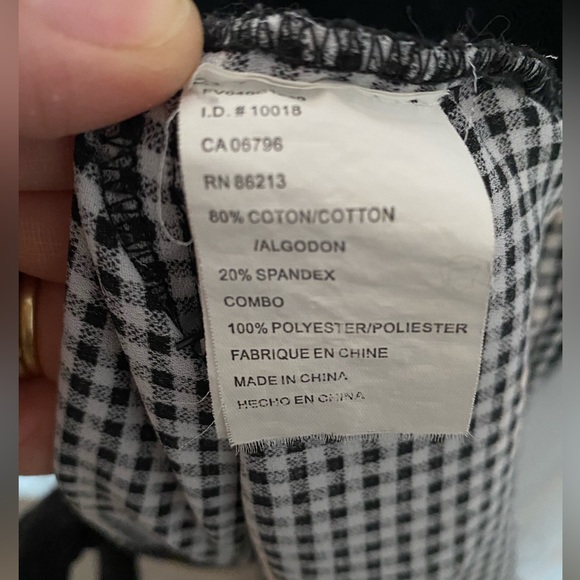 I.D. # 10018
CA 06796
RN 86213
80% COTON/COTTON
/ALGODON
20% SPANDEX
COMBO
100% POLYESTER/POLIESTER
FABRIQUE EN CHINE
MADE IN CHINA
HECHO EN CHINA